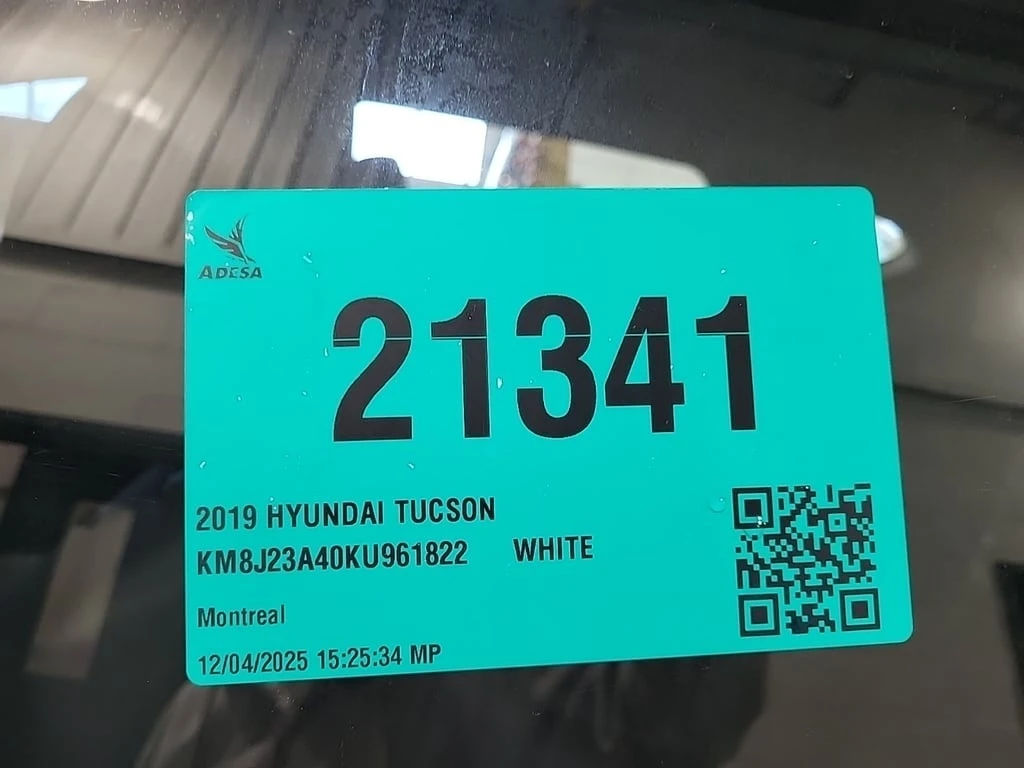 ADESA
21341
2019 HYUNDAI TUCSON
KM8J23A40KU961822 WHITE
Montreal
12/04/2025 15:25:34 MP